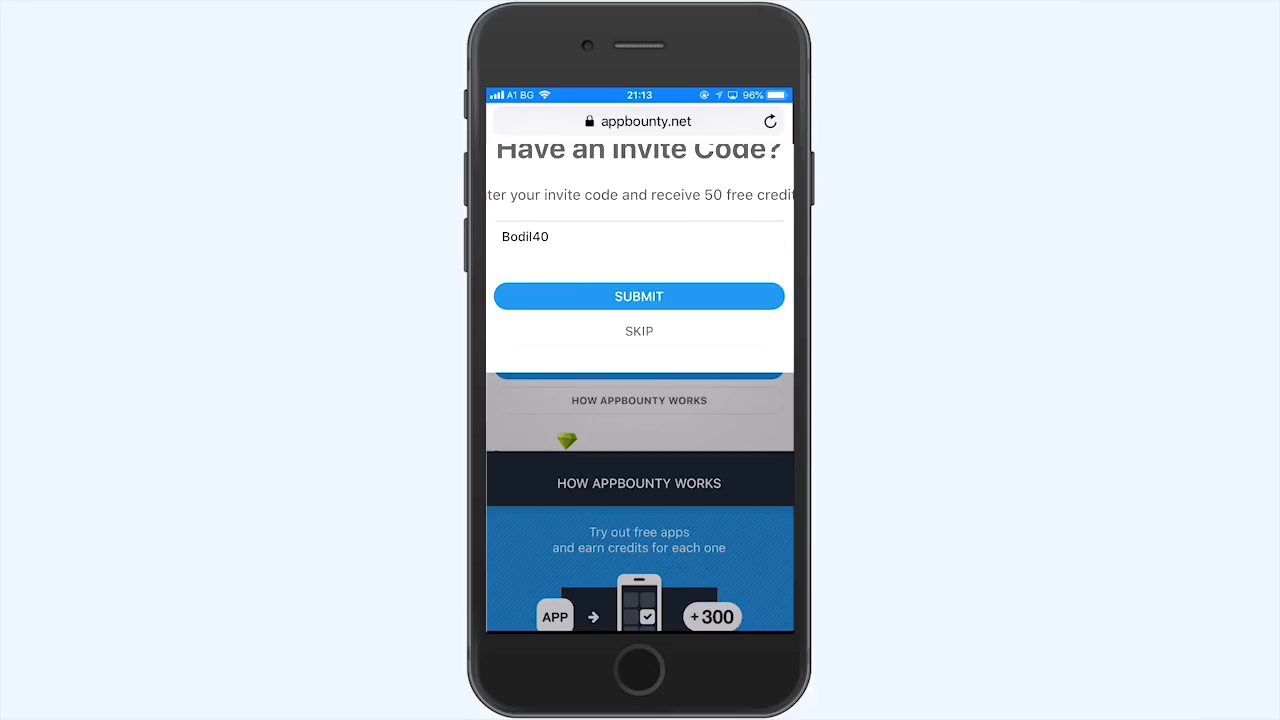 A1 BG 21:13 96%
appbounty.net
Have an Invite Code?
ter your invite code and receive 50 free credit
Bodil40
SUBMIT
SKIP
HOW APPBOUNTY WORKS
HOW APPBOUNTY WORKS
Try out free apps
and earn credits for each one
APP +300